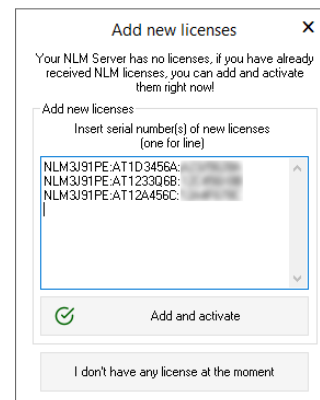 Add new licenses
Your NLM Server has no licenses, if you have already
received NLM licenses, you can add and activate
them right now!
Add new licenses
Insert serial number(s) of new licenses
(one for line)
NLM3J91PE:AT1D3456A:
NLM3J91PE:AT1233Q6B:
NLM3J91PE:AT12A456C:
Add and activate
I don't have any license at the moment